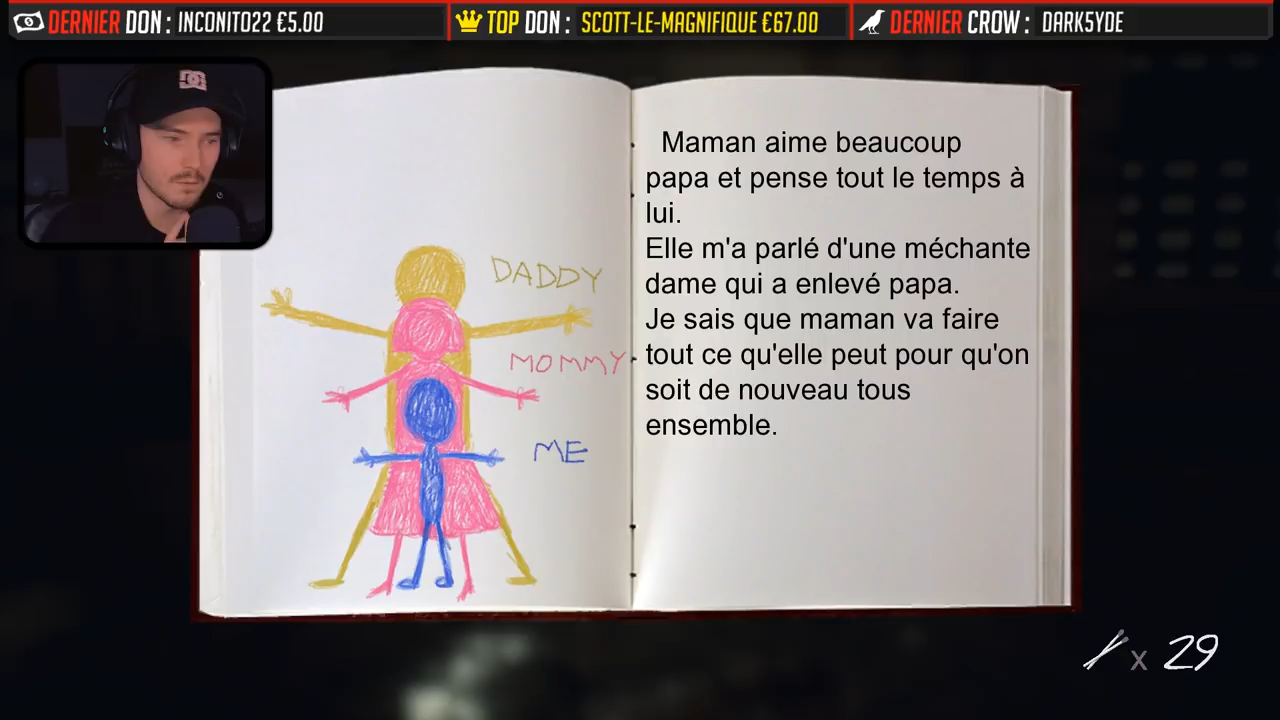 DERNIER DON : INCONITO22 €5.00
TOP DON : SCOTT-LE-MAGNIFIQUE €67.00
DERNIER CROW : DARK5YDE
DC
DADDY
MOMMY
ME
Maman aime beaucoup
papa et pense tout le temps à
lui.
Elle m'a parlé d'une méchante
dame qui a enlevé papa.
Je sais que maman va faire
tout ce qu'elle peut pour qu'on
soit de nouveau tous
ensemble.
x 29